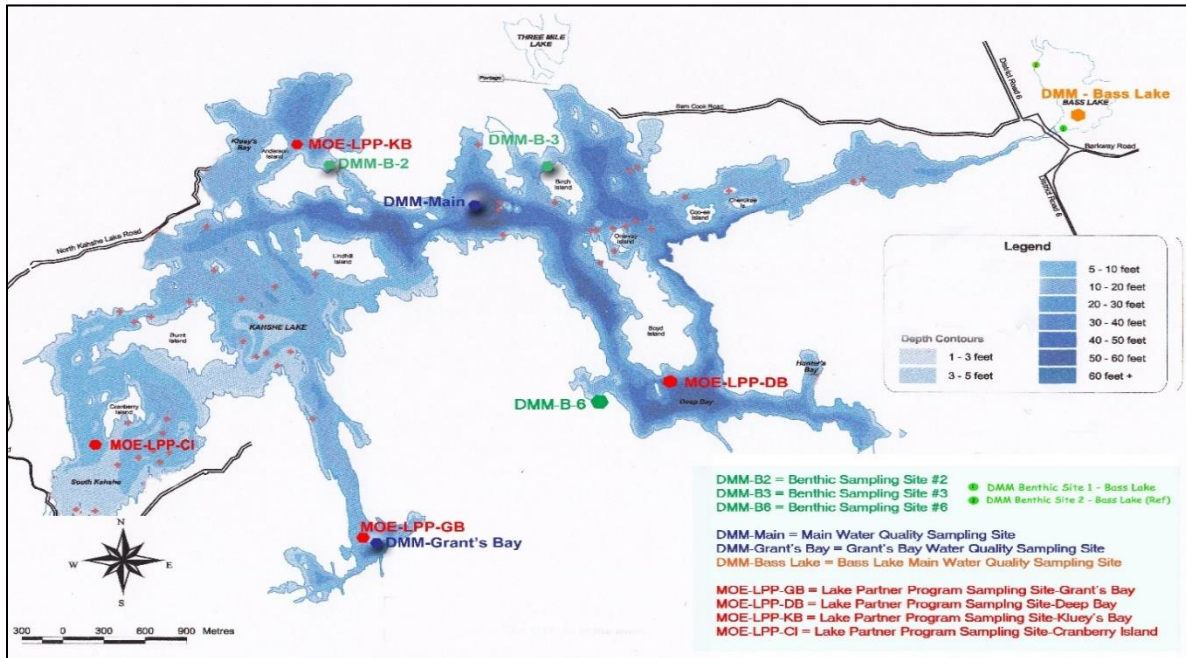 THREE MILE
LAKE
Portage
Bam Cook Road
District Road 6
DMM - Bass Lake
BASS LAKE
Barkway Road
District Road 6
Kluey's
Bay
Anderson
Island
MOE-LPP-KB
DMM-B-2
DMM-B-3
Birch
Island
DMM-Main
Coo-ee
Island
Cherokee
Is.
Island
North Kahshe Lake Road
Lindhill
Island
KAHSHE LAKE
Burnt
Island
Boyd
Island
Hunter's
Bay
MOE-LPP-DB
Deep Bay
DMM-B-6
Cranberry
Island
MOE-LPP-CI
South Kahshe
MOE-LPP-GB
DMM-Grant's Bay
N
W
E
S
300 0 300 600 900 Metres
Legend
5 - 10 feet
10 - 20 feet
20 - 30 feet
30 - 40 feet
40 - 50 feet
50 - 60 feet
60 feet +
Depth Contours
1 - 3 feet
3 - 5 feet
DMM-B2 = Benthic Sampling Site #2
DMM-B3 = Benthic Sampling Site #3
DMM-B6 = Benthic Sampling Site #6
DMM Benthic Site 1 - Bass Lake
DMM Benthic Site 2 - Bass Lake (Ref)
DMM-Main = Main Water Quality Sampling Site
DMM-Grant's Bay = Grant's Bay Water Quality Sampling Site
DMM-Bass Lake = Bass Lake Main Water Quality Sampling Site
MOE-LPP-GB = Lake Partner Program Sampling Site-Grant's Bay
MOE-LPP-DB = Lake Partner Program Sampling Site-Deep Bay
MOE-LPP-KB = Lake Partner Program Sampling Site-Kluey's Bay
MOE-LPP-CI = Lake Partner Program Sampling Site-Cranberry Island